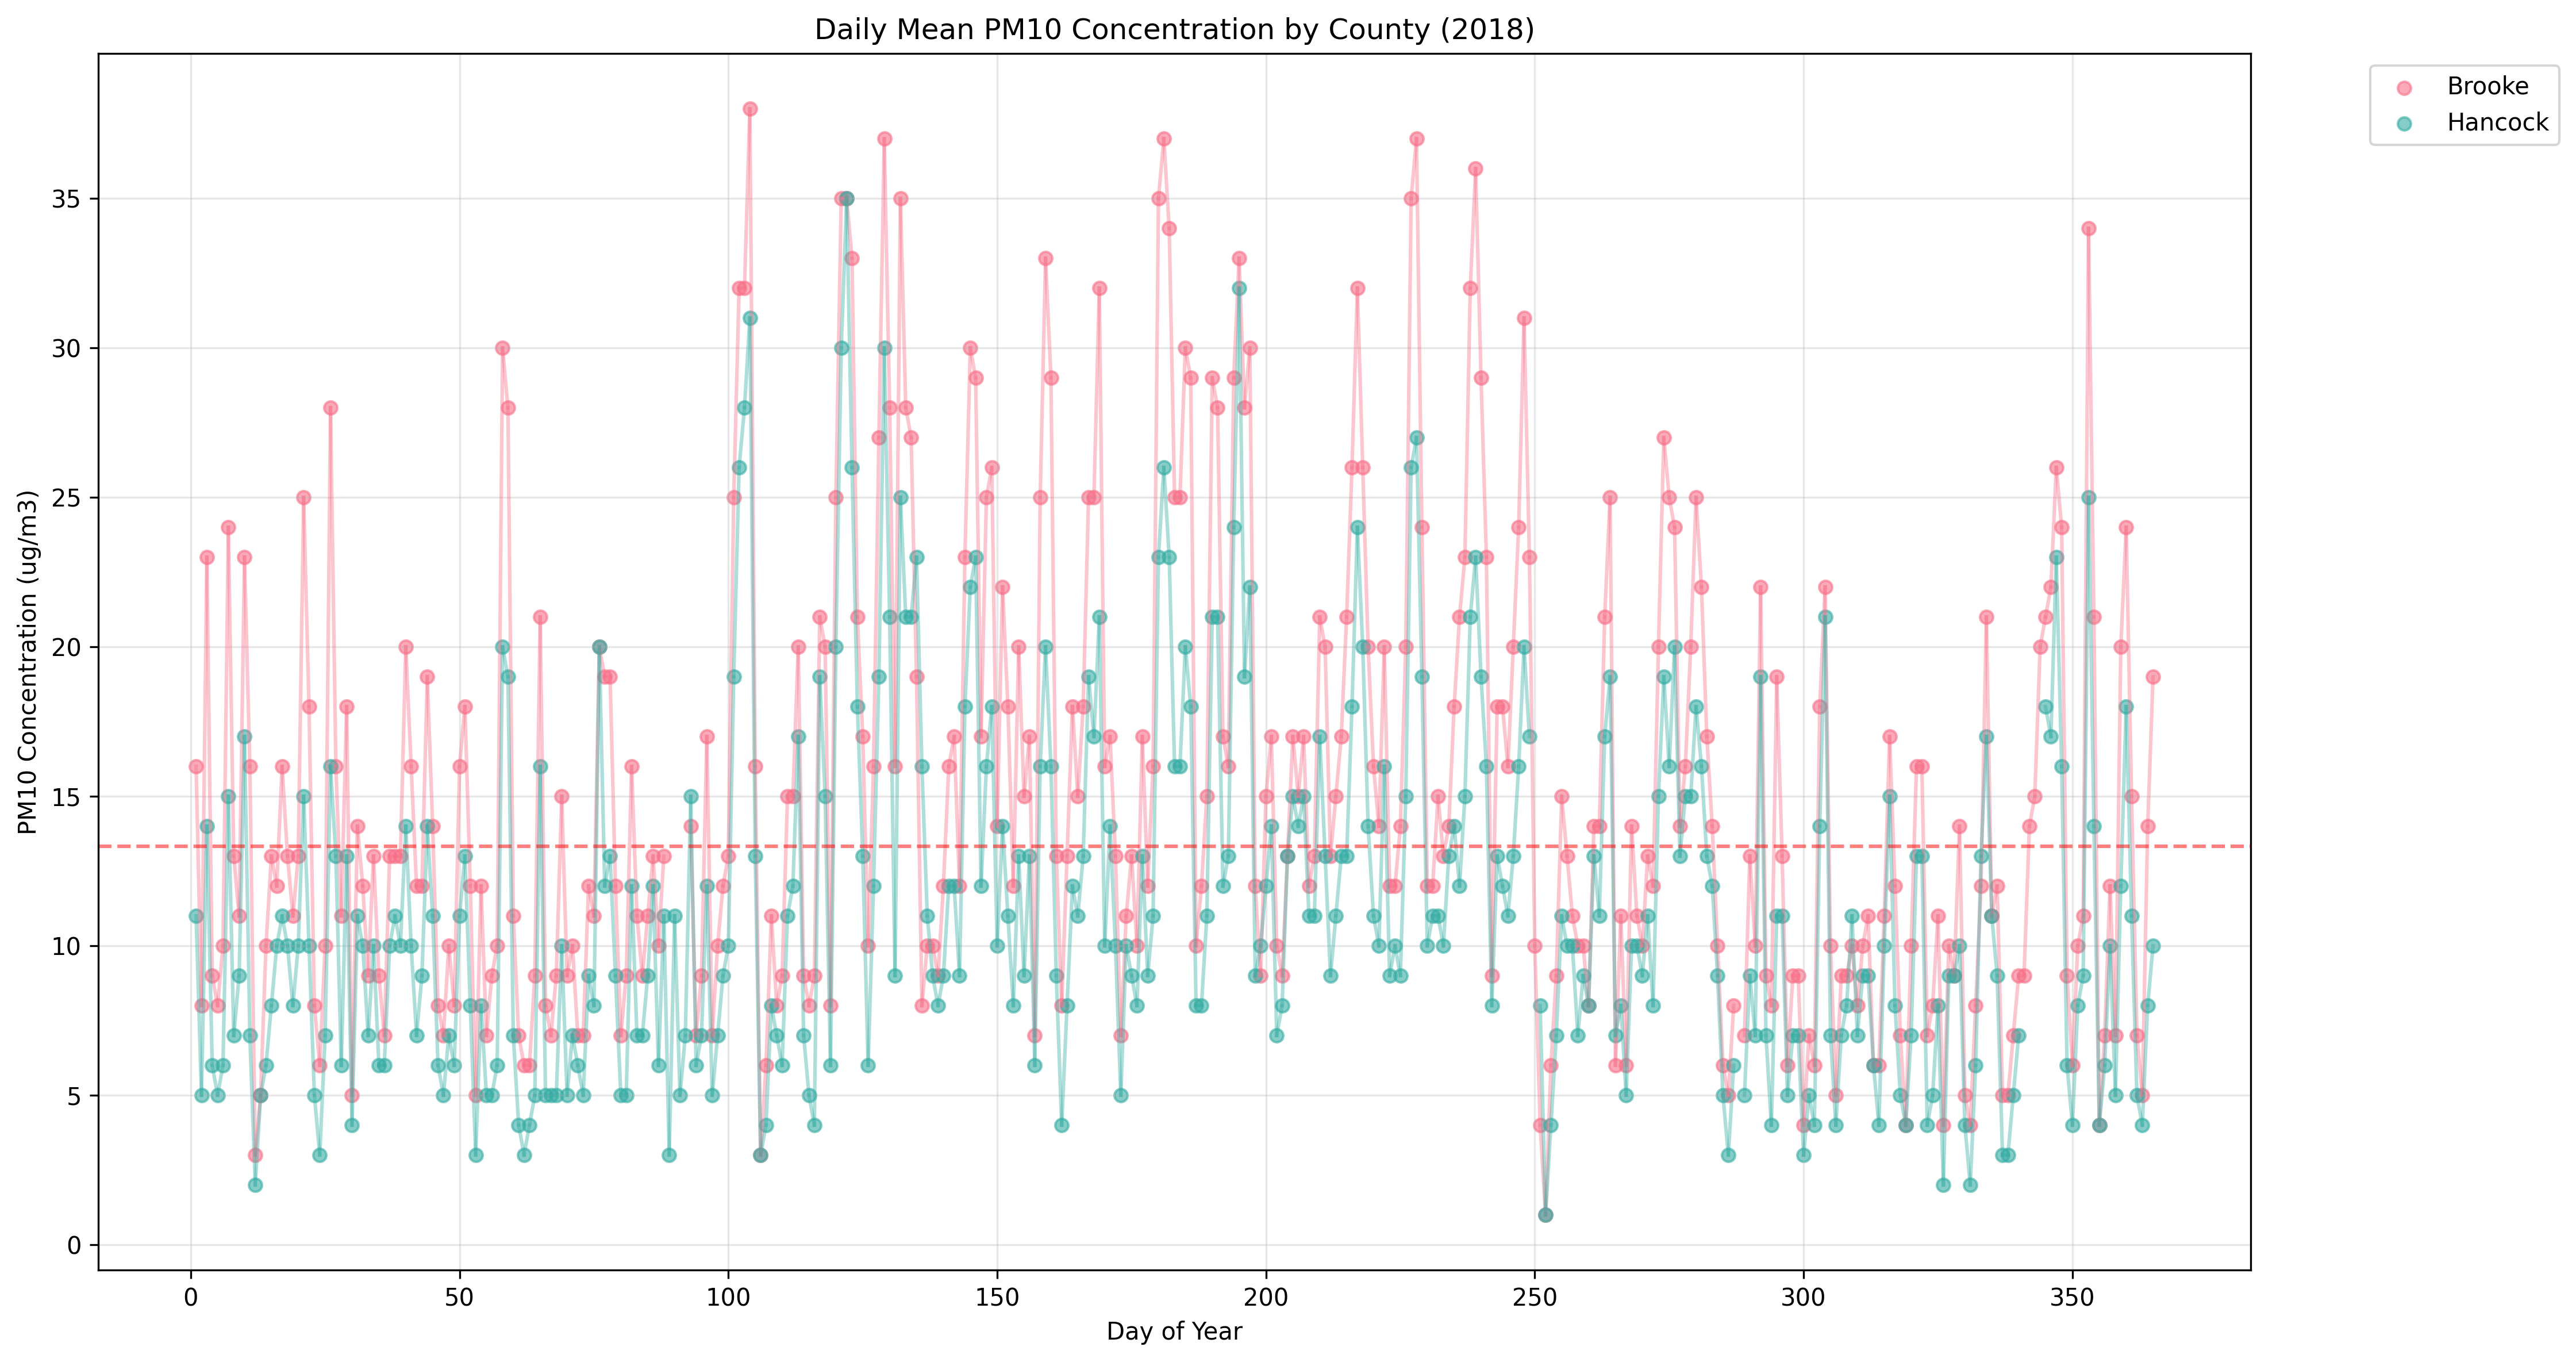 Daily Mean PM10 Concentration by County (2018)
Brooke
Hancock
PM10 Concentration (ug/m3)
35
30
25
20
15
10
5
0
0 50 100 150 200 250 300 350
Day of Year